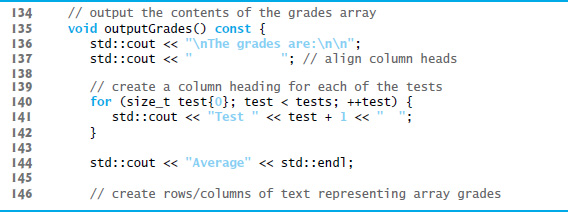 134 // output the contents of the grades array
135 void outputGrades() const {
136 std::cout << "\nThe grades are:\n\n";
137 std::cout << "            "; // align column heads
138
139 // create a column heading for each of the tests
140 for (size_t test{0}; test < tests; ++test) {
141 std::cout << "Test " << test + 1 << "  ";
142 }
143
144 std::cout << "Average" << std::endl;
145
146 // create rows/columns of text representing array grades